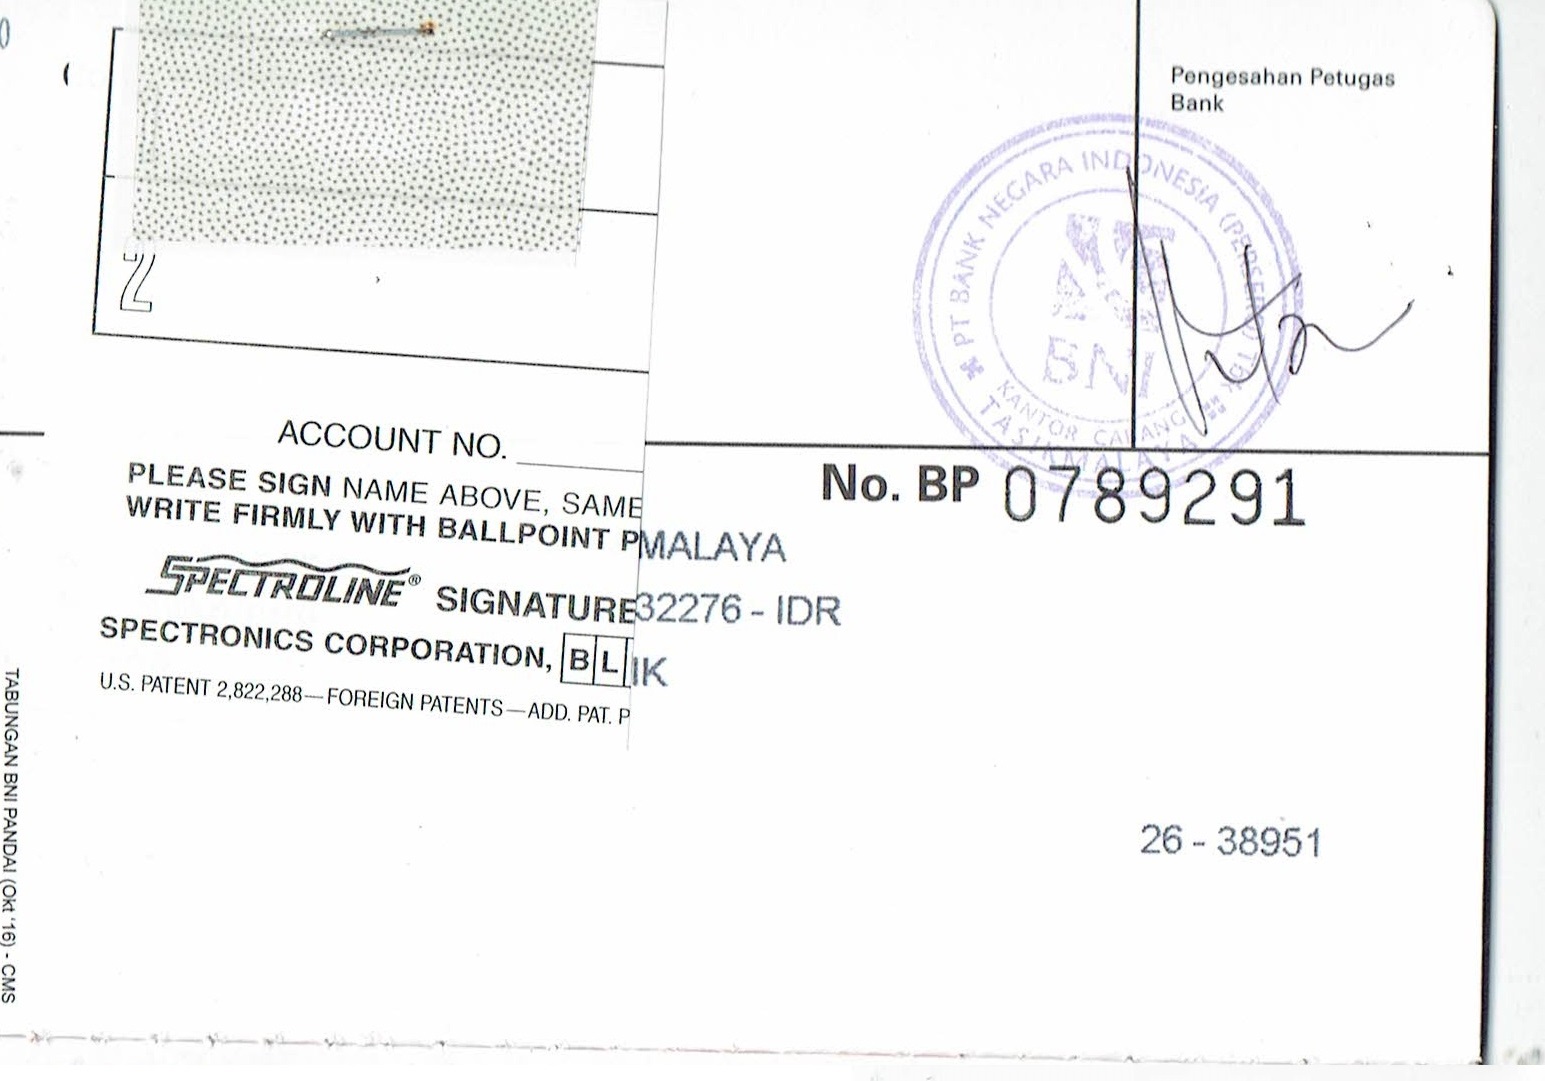 Pengesahan Petugas
Bank
PT BANK NEGARA INDONESIA (PERSERO) Tbk
BNI
KANTOR CABANG
TASIKMALAYA
2
ACCOUNT NO.
PLEASE SIGN NAME ABOVE, SAME
WRITE FIRMLY WITH BALLPOINT P
SPECTROLINE® SIGNATURE
SPECTRONICS CORPORATION, BL
U.S. PATENT 2,822,288—FOREIGN PATENTS—ADD. PAT. P
No. BP 0789291
MALAYA
32276 - IDR
IK
26 - 38951
TABUNGAN BNI PANDAI (Okt '16) - CMS